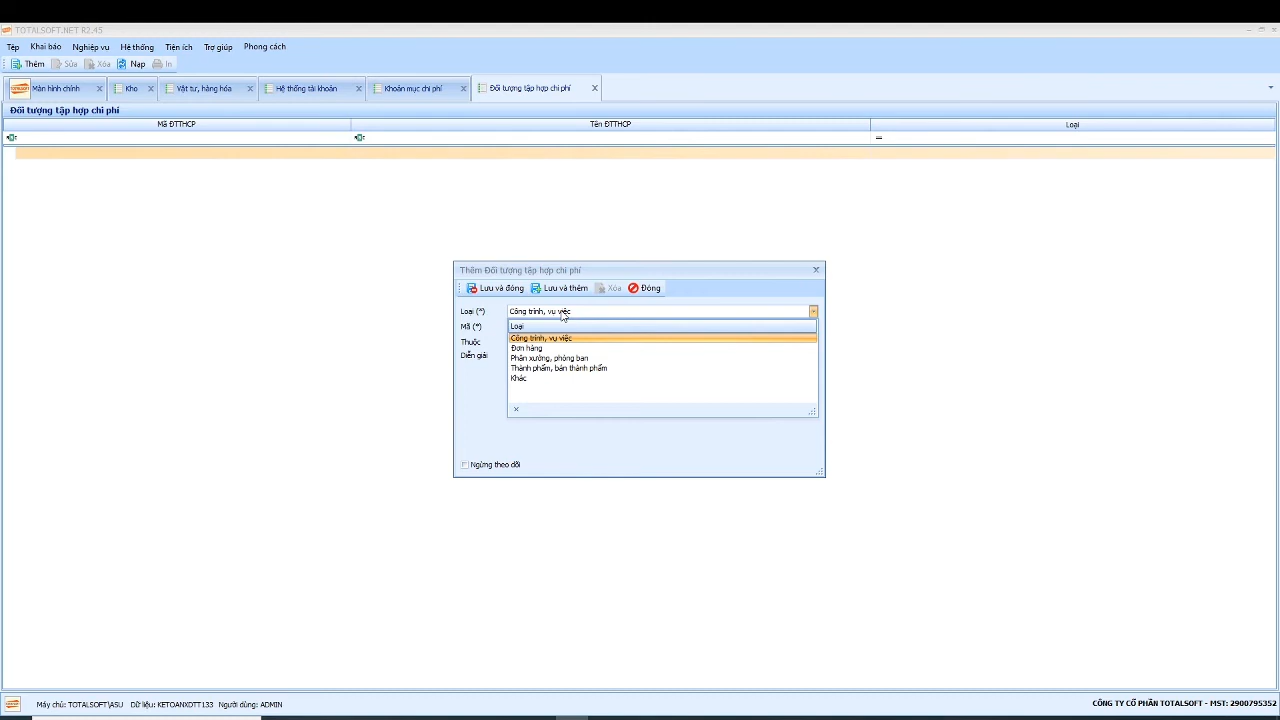 TOTALSOFT.NET R2.45
Tệp Khai báo Nghiệp vụ Hệ thống Tiện ích Trợ giúp Phong cách
Thêm Sửa Xóa Nạp In
Màn hình chính Kho Vật tư, hàng hóa Hệ thống tài khoản Khoản mục chi phí Đối tượng tập hợp chi phí
Đối tượng tập hợp chi phí
Mã ĐTTHCP Tên ĐTTHCP Loại
=
Thêm Đối tượng tập hợp chi phí
Lưu và đóng Lưu và thêm Xóa Đóng
Loại (*) Công trình, vụ việc
Mã (*) Loại
Công trình, vụ việc
Thuộc Đơn hàng
Diễn giải Phân xưởng, phòng ban
Thành phẩm, bán thành phẩm
Khác
Ngừng theo dõi
Máy chủ: TOTALSOFT\ASU Dữ liệu: KETOANXDTT133 Người dùng: ADMIN CÔNG TY CỔ PHẦN TOTALSOFT - MST: 2900795352